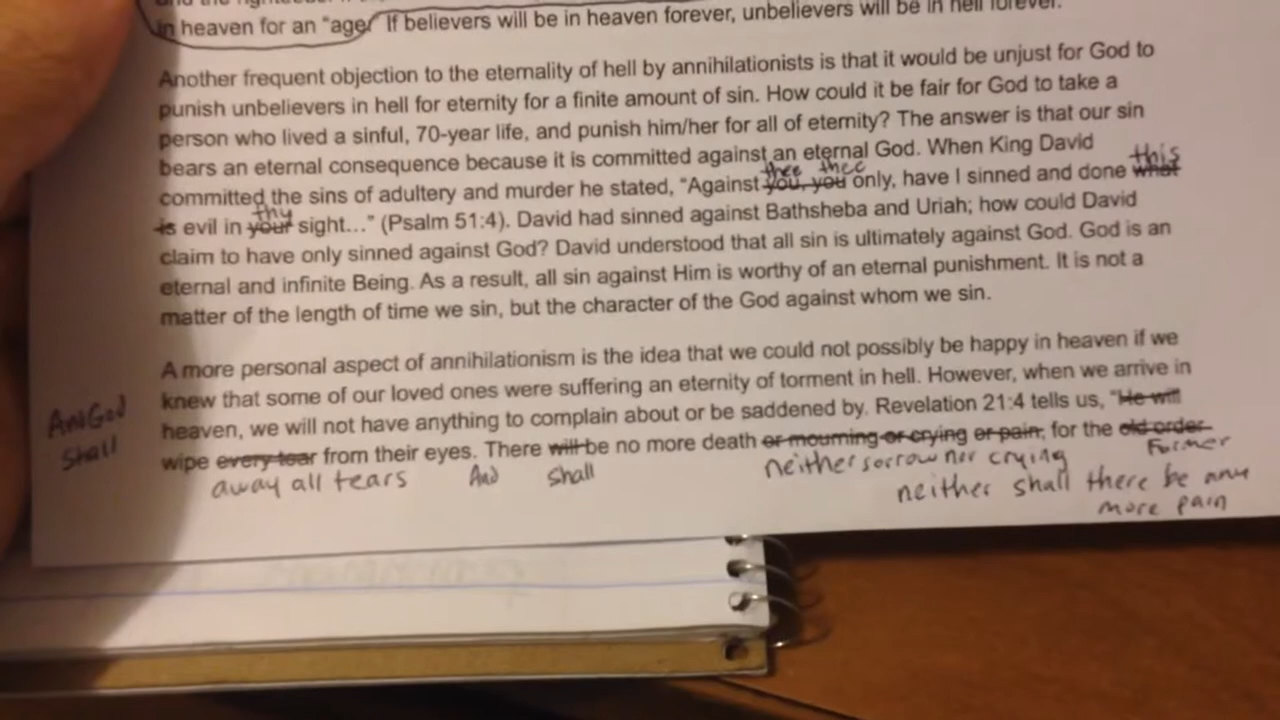 in heaven for an "age If believers will be in heaven forever, unbelievers will be in hell forever.
Another frequent objection to the eternality of hell by annihilationists is that it would be unjust for God to
punish unbelievers in hell for eternity for a finite amount of sin. How could it be fair for God to take a
person who lived a sinful, 70-year life, and punish him/her for all of eternity? The answer is that our sin
bears an eternal consequence because it is committed against an eternal God. When King David
thee thee this
committed the sins of adultery and murder he stated, "Against you, you only, have I sinned and done what
thy
is evil in your sight…" (Psalm 51:4). David had sinned against Bathsheba and Uriah; how could David
claim to have only sinned against God? David understood that all sin is ultimately against God. God is an
eternal and infinite Being. As a result, all sin against Him is worthy of an eternal punishment. It is not a
matter of the length of time we sin, but the character of the God against whom we sin.
A more personal aspect of annihilationism is the idea that we could not possibly be happy in heaven if we
knew that some of our loved ones were suffering an eternity of torment in hell. However, when we arrive in
And God
heaven, we will not have anything to complain about or be saddened by. Revelation 21:4 tells us, "He will
shall
wipe every tear from their eyes. There will be no more death or mourning or crying or pain, for the old order
away all tears And shall neither sorrow nor crying Former
neither shall there be any
more pain